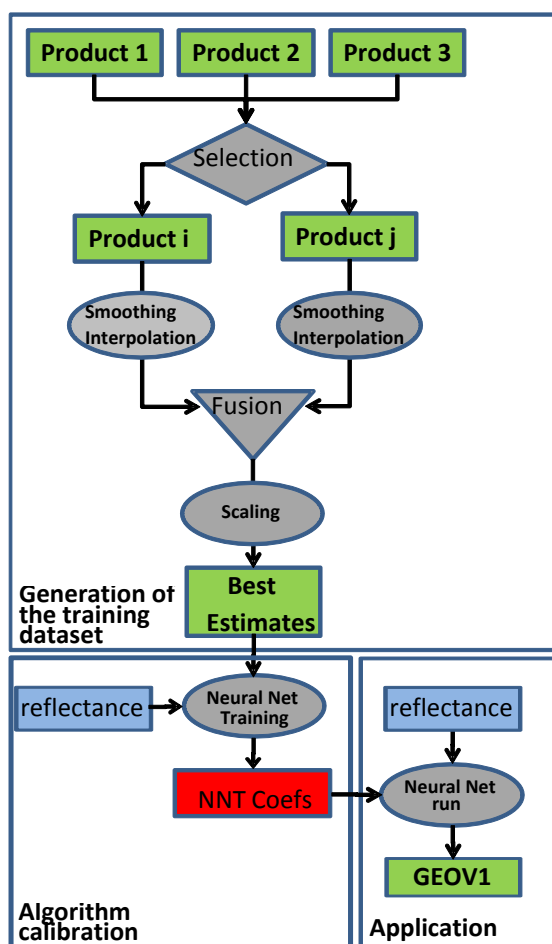 Product 1
Product 2
Product 3
Selection
Product i
Product j
Smoothing
Interpolation
Smoothing
Interpolation
Fusion
Scaling
Best
Estimates
Generation of
the training
dataset
reflectance
Neural Net
Training
NNT Coefs
Algorithm
calibration
reflectance
Neural Net
run
GEOV1
Application